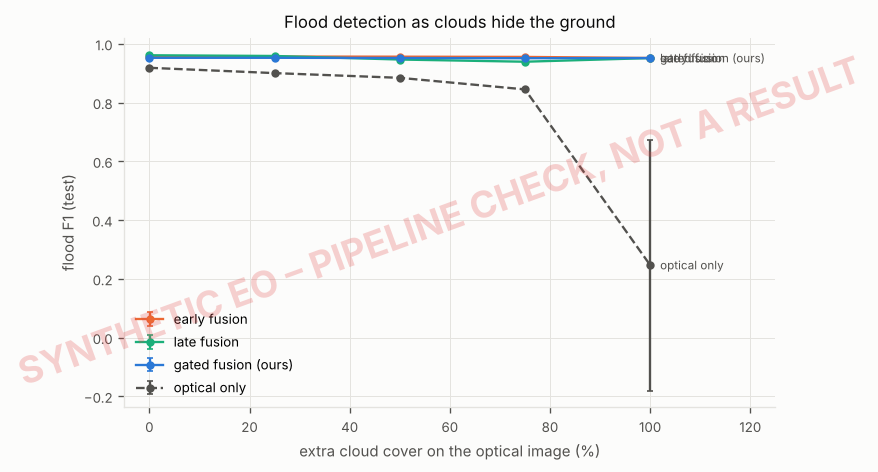 Flood detection as clouds hide the ground
flood F1 (test)
1.0
0.8
0.6
0.4
0.2
0.0
−0.2
0
20
40
60
80
100
120
extra cloud cover on the optical image (%)
gated fusion (ours)
optical only
early fusion
late fusion
gated fusion (ours)
optical only
SYNTHETIC EO – PIPELINE CHECK, NOT A RESULT